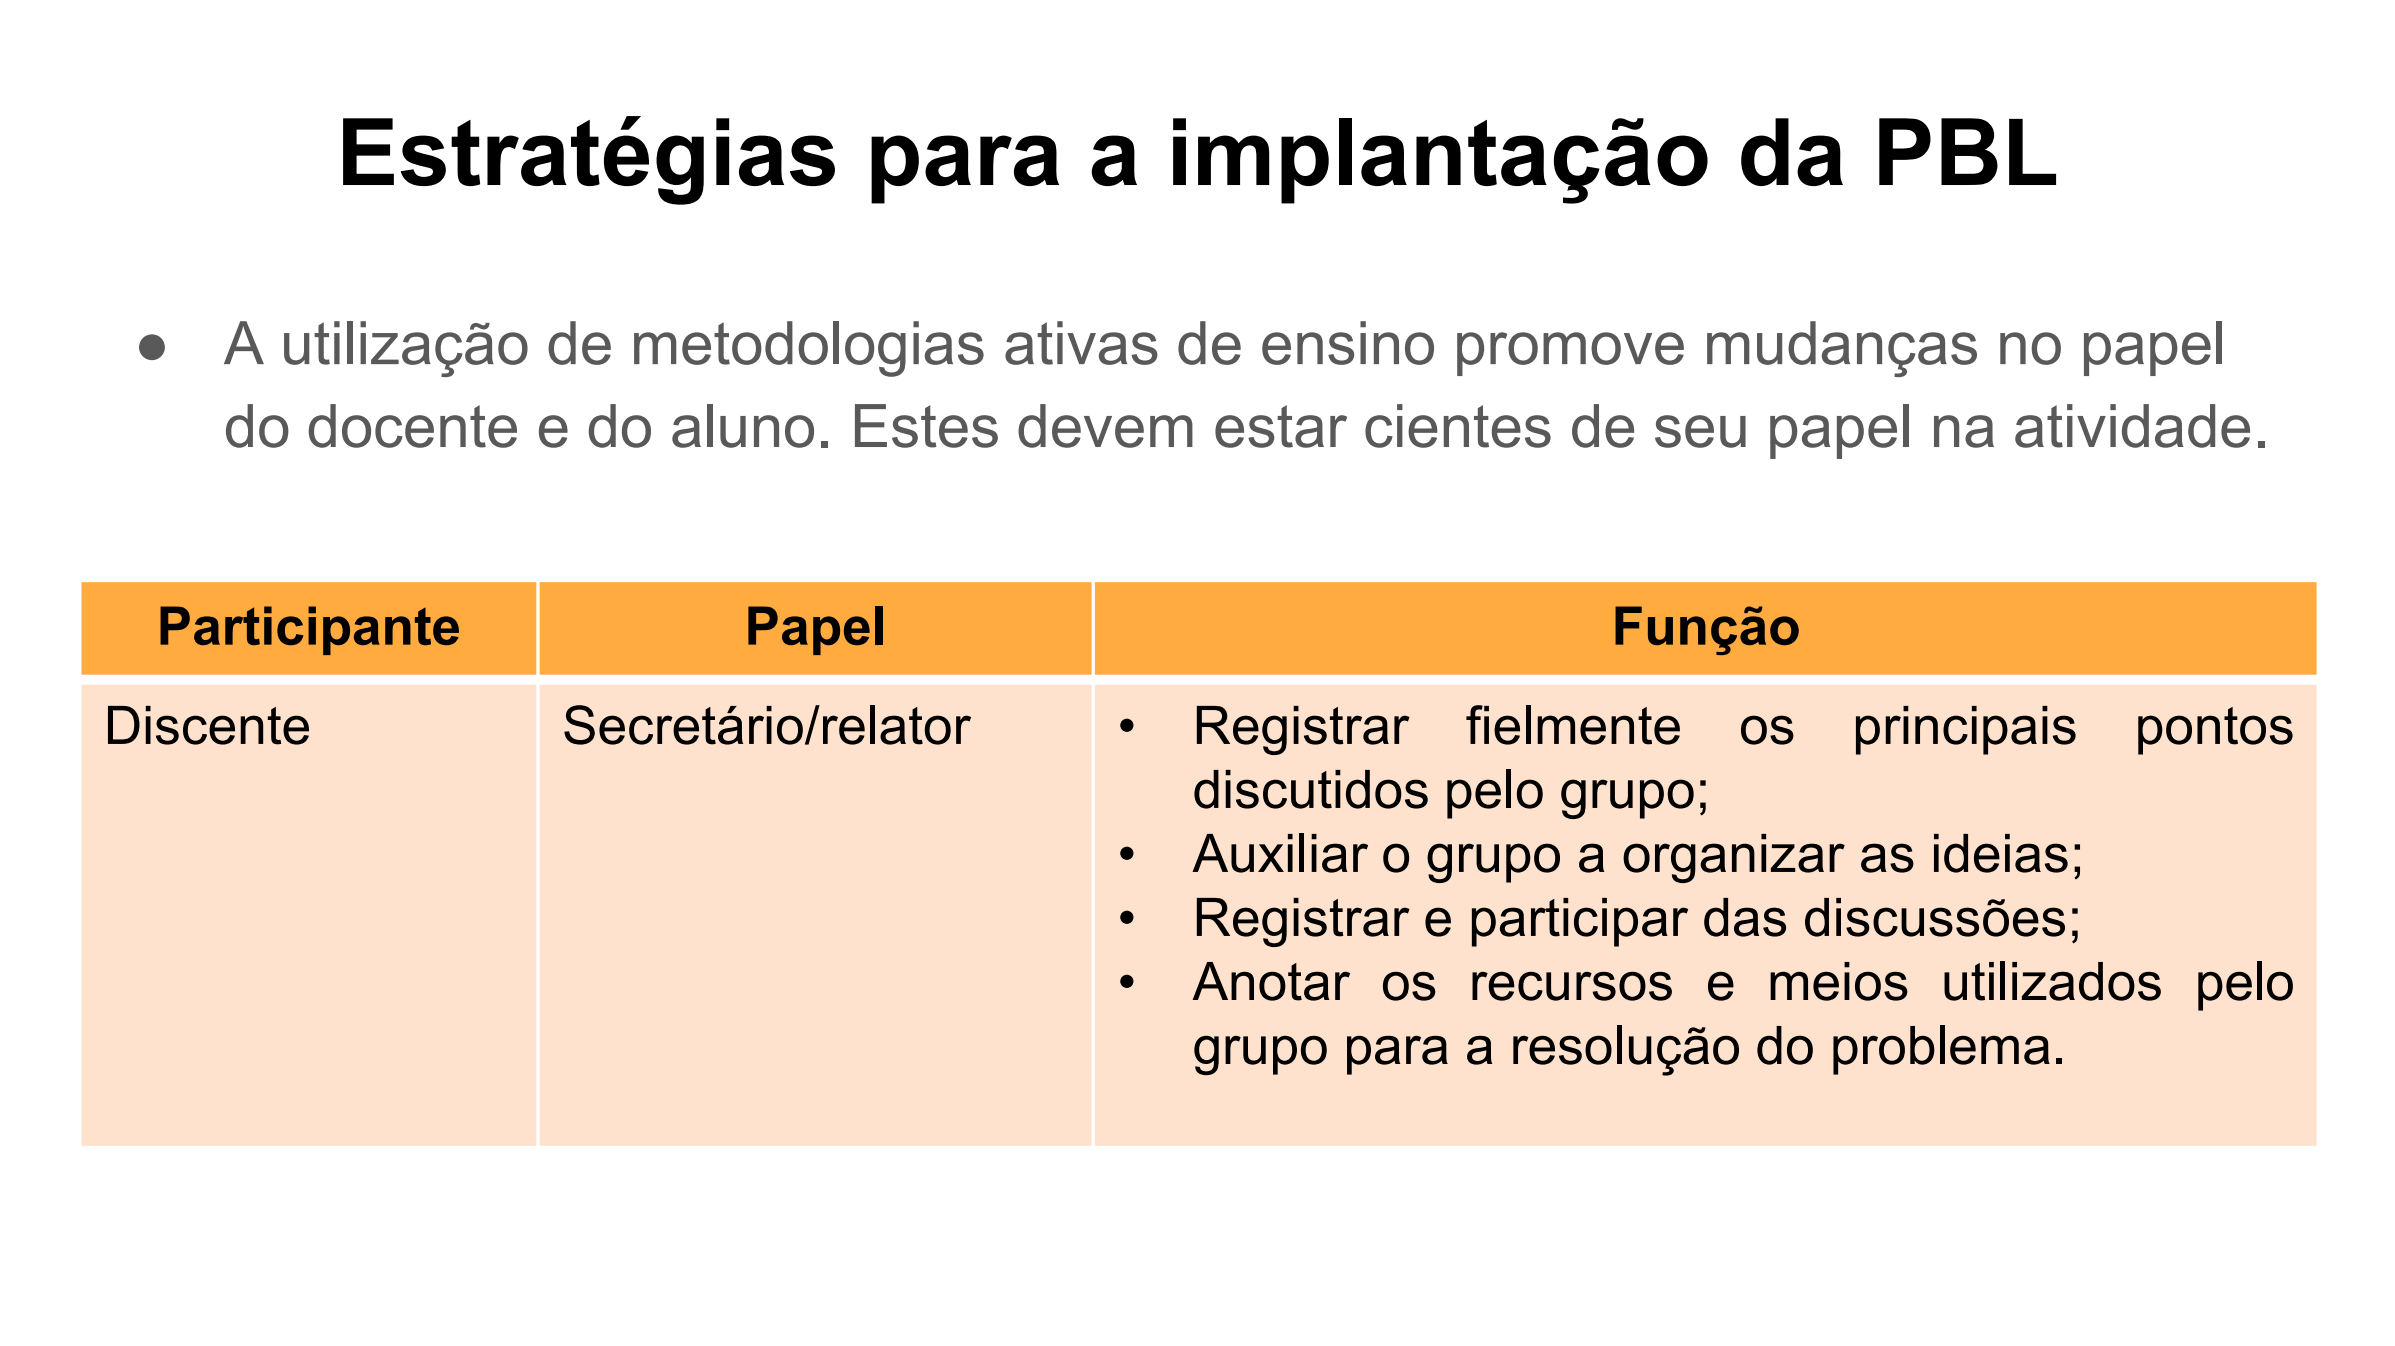 Estratégias para a implantação da PBL
● A utilização de metodologias ativas de ensino promove mudanças no papel
do docente e do aluno. Estes devem estar cientes de seu papel na atividade.
Participante Papel Função
Discente Secretário/relator • Registrar fielmente os principais pontos
discutidos pelo grupo;
• Auxiliar o grupo a organizar as ideias;
• Registrar e participar das discussões;
• Anotar os recursos e meios utilizados pelo
grupo para a resolução do problema.